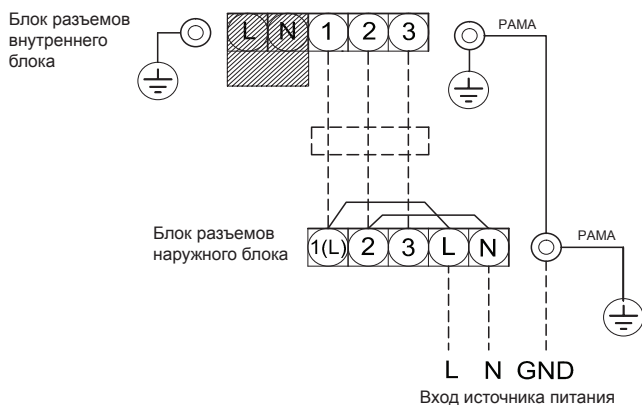 Блок разъемов
внутреннего
блока
L N 1 2 3
РАМА
Блок разъемов
наружного блока
1(L) 2 3 L N
РАМА
L N GND
Вход источника питания